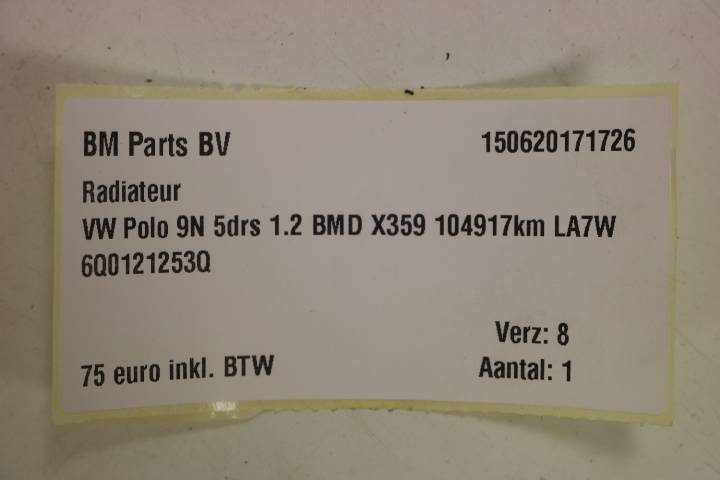 BM Parts BV 150620171726
Radiateur
VW Polo 9N 5drs 1.2 BMD X359 104917km LA7W
6Q0121253Q
Verz: 8
75 euro inkl. BTW Aantal: 1